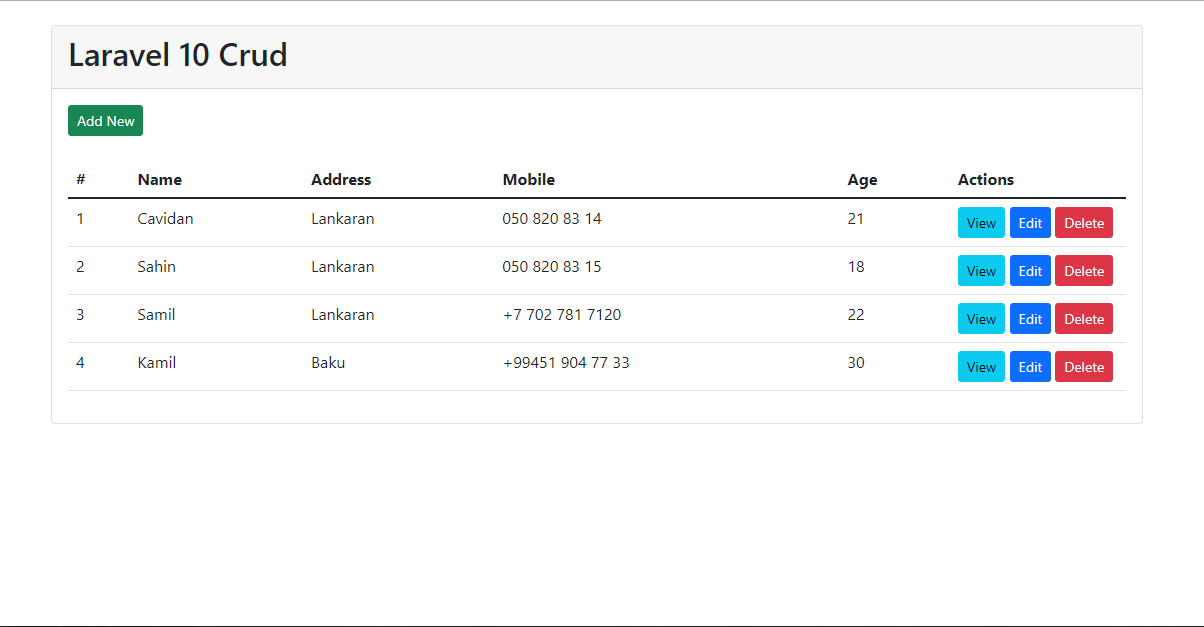 Laravel 10 Crud
Add New
# Name Address Mobile Age Actions
1 Cavidan Lankaran 050 820 83 14 21 View Edit Delete
2 Sahin Lankaran 050 820 83 15 18 View Edit Delete
3 Samil Lankaran +7 702 781 7120 22 View Edit Delete
4 Kamil Baku +99451 904 77 33 30 View Edit Delete